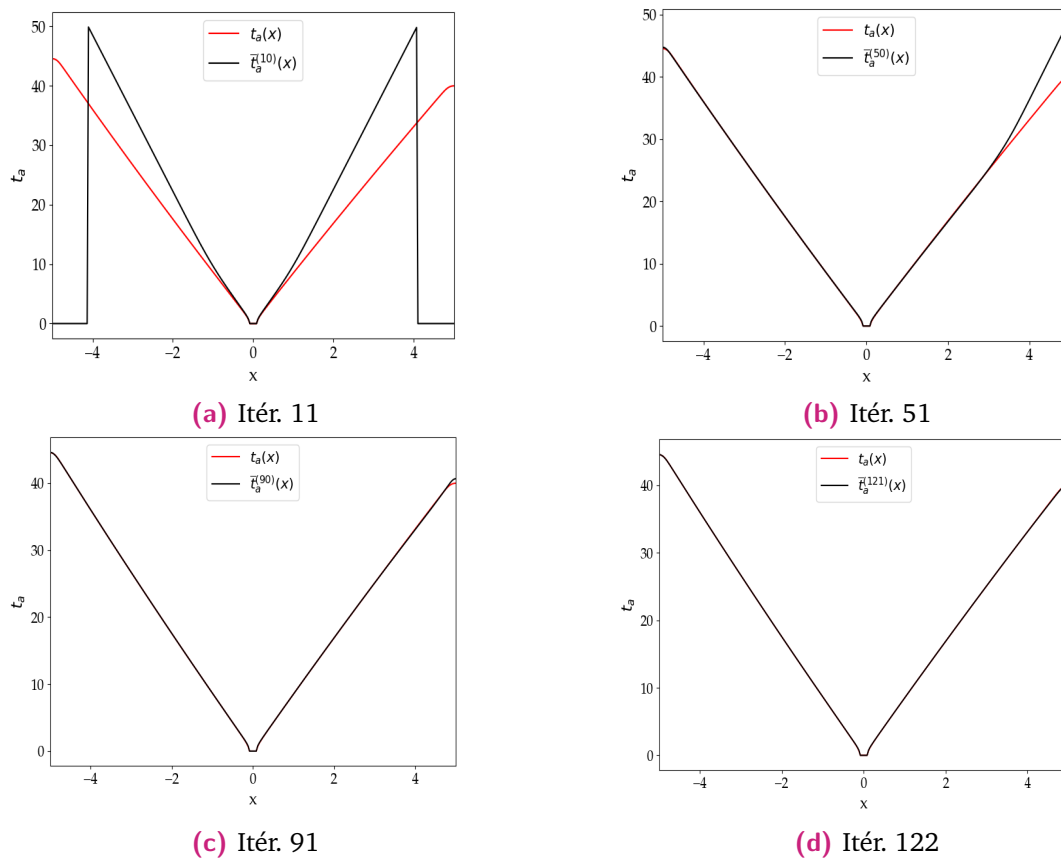 50
40
30
20
10
0
t_a
−4
−2
0
2
4
x
t_a(x)
t̅_a^(10)(x)
(a) Itér. 11
50
40
30
20
10
0
t_a
−4
−2
0
2
4
x
t_a(x)
t̅_a^(50)(x)
(b) Itér. 51
40
30
20
10
0
t_a
−4
−2
0
2
4
x
t_a(x)
t̅_a^(90)(x)
(c) Itér. 91
40
30
20
10
0
t_a
−4
−2
0
2
4
x
t_a(x)
t̅_a^(121)(x)
(d) Itér. 122